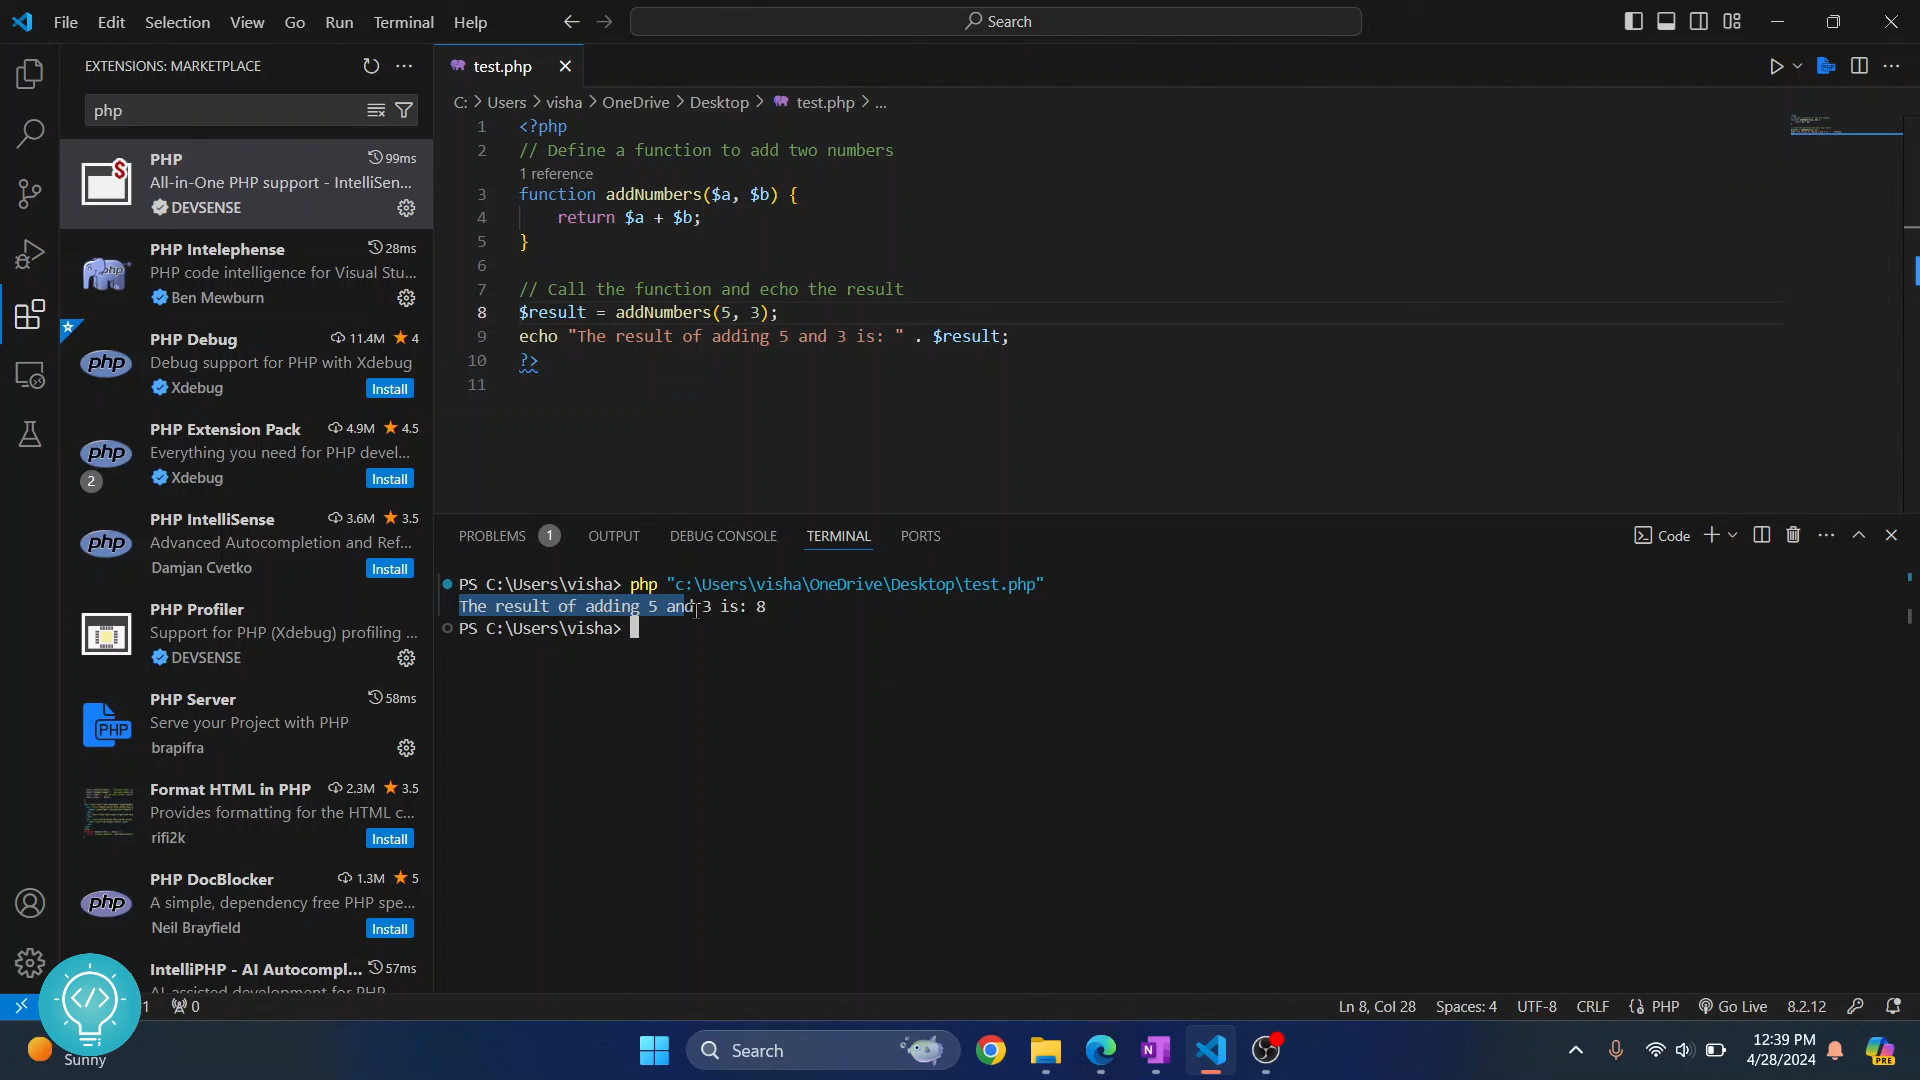 File Edit Selection View Go Run Terminal Help
Search
EXTENSIONS: MARKETPLACE
php
PHP 99ms
All-in-One PHP support - IntelliSen...
DEVSENSE
PHP Intelephense 28ms
PHP code intelligence for Visual Stu...
Ben Mewburn
PHP Debug 11.4M 4
Debug support for PHP with Xdebug
Xdebug Install
PHP Extension Pack 4.9M 4.5
Everything you need for PHP devel...
Xdebug Install
2
PHP IntelliSense 3.6M 3.5
Advanced Autocompletion and Ref...
Damjan Cvetko Install
PHP Profiler
Support for PHP (Xdebug) profiling ...
DEVSENSE
PHP Server 58ms
Serve your Project with PHP
brapifra
Format HTML in PHP 2.3M 3.5
Provides formatting for the HTML c...
rifi2k Install
PHP DocBlocker 1.3M 5
A simple, dependency free PHP spe...
Neil Brayfield Install
IntelliPHP - AI Autocompl... 57ms
AI-assisted development for PHP
test.php
C: > Users > visha > OneDrive > Desktop > test.php > ...
1 <?php
2 // Define a function to add two numbers
1 reference
3 function addNumbers($a, $b) {
4 return $a + $b;
5 }
6
7 // Call the function and echo the result
8 $result = addNumbers(5, 3);
9 echo "The result of adding 5 and 3 is: " . $result;
10 ?>
11
PROBLEMS 1 OUTPUT DEBUG CONSOLE TERMINAL PORTS
Code
PS C:\Users\visha> php "c:\Users\visha\OneDrive\Desktop\test.php"
The result of adding 5 and 3 is: 8
PS C:\Users\visha>
1 0
Ln 8, Col 28 Spaces: 4 UTF-8 CRLF {} PHP Go Live 8.2.12
Sunny
Search
12:39 PM
4/28/2024
PRE